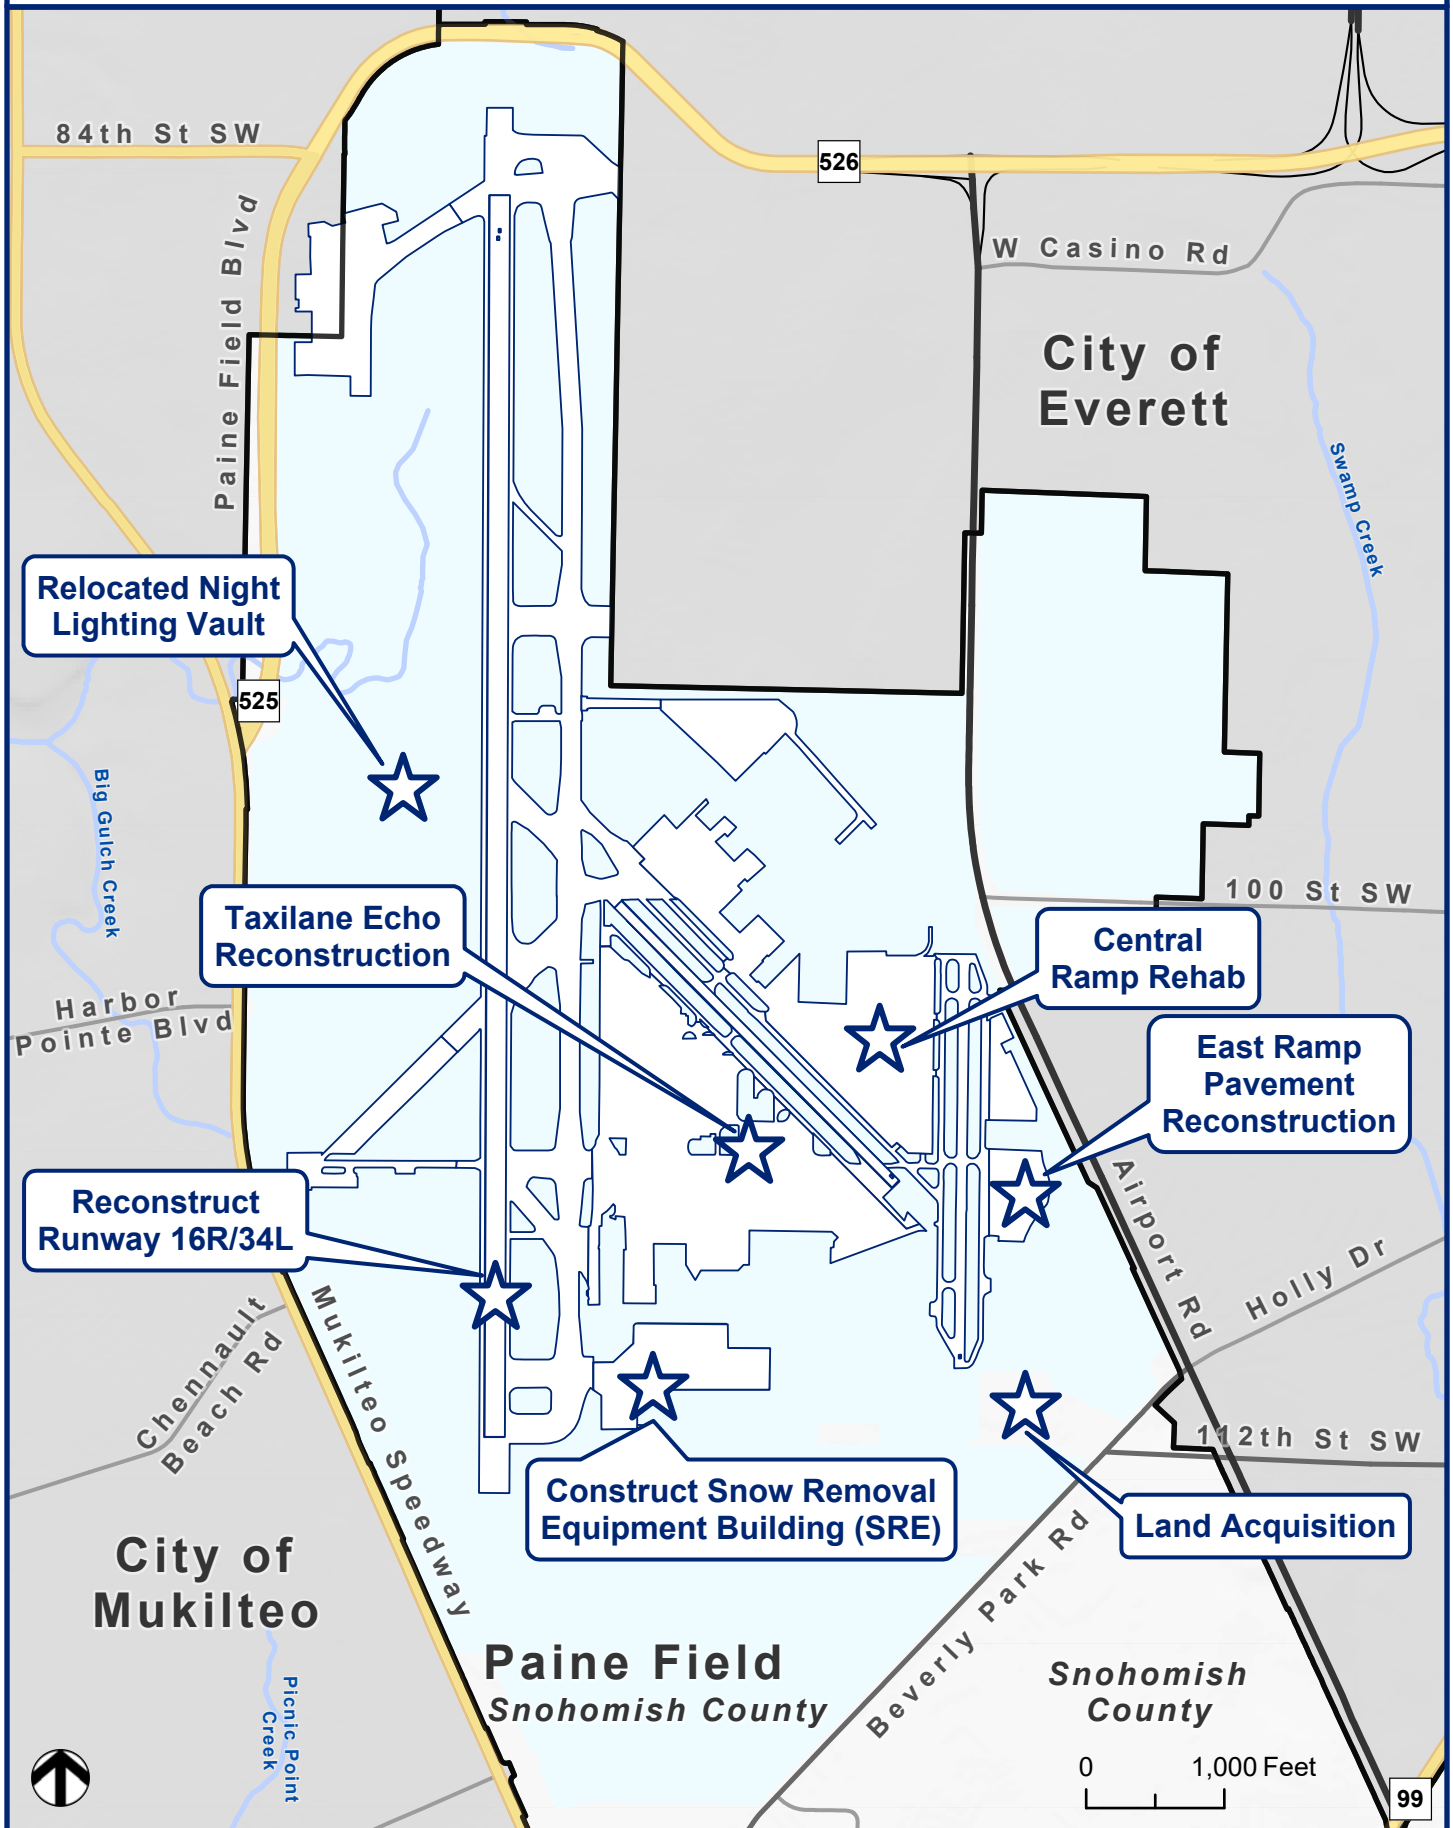 84th St SW
526
Paine Field Blvd
W Casino Rd
City of
Everett
Swamp Creek
Relocated Night
Lighting Vault
525
Big Gulch Creek
100 St SW
Taxilane Echo
Reconstruction
Central
Ramp Rehab
Harbor
Pointe Blvd
East Ramp
Pavement
Reconstruction
Reconstruct
Runway 16R/34L
Airport Rd
Holly Dr
Chennault
Beach Rd
Mukilteo Speedway
112th St SW
Construct Snow Removal
Equipment Building (SRE)
Land Acquisition
City of
Mukilteo
Beverly Park Rd
Paine Field
Snohomish County
Snohomish
County
Picnic Point
Creek
0 1,000 Feet
99